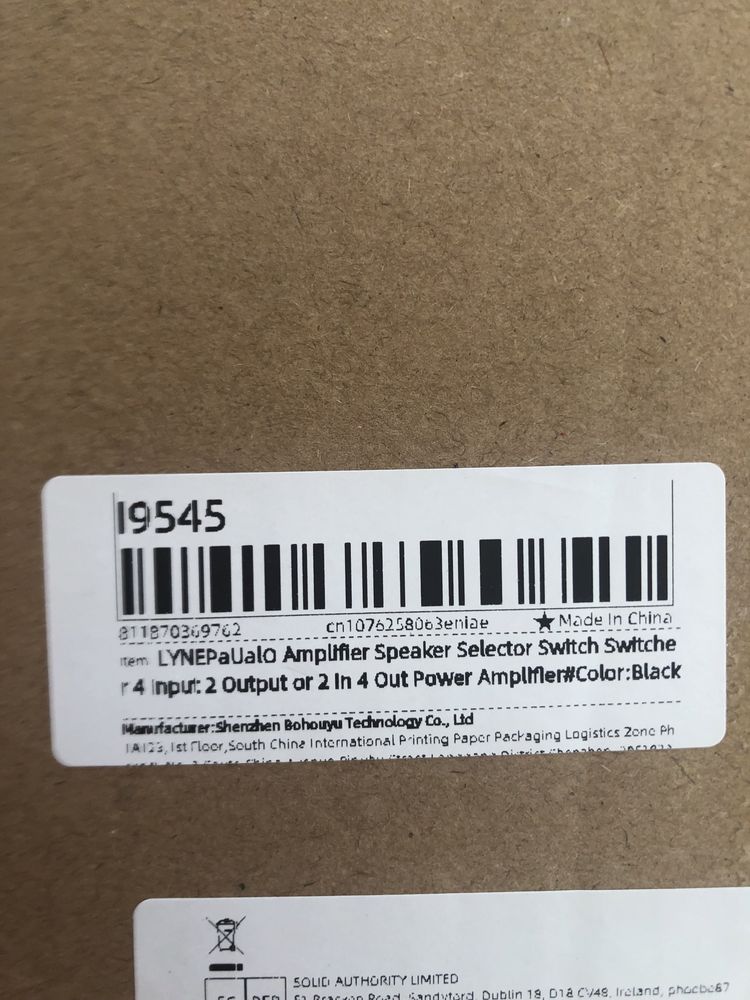 I9545
811870369762 cn1076258063eniae ★Made In China
Item: LYNEPaUalO Amplifier Speaker Selector Switch Switche
r 4 Input 2 Output or 2 In 4 Out Power Amplifier#Color:Black
Manufacturer:Shenzhen Bohouyu Technology Co., Ltd
1A123, 1st Floor,South China International Printing Paper Packaging Logistics Zone Ph
SOLID AUTHORITY LIMITED
Road, Sandyford, Dublin 18, D18 CV48, Ireland,